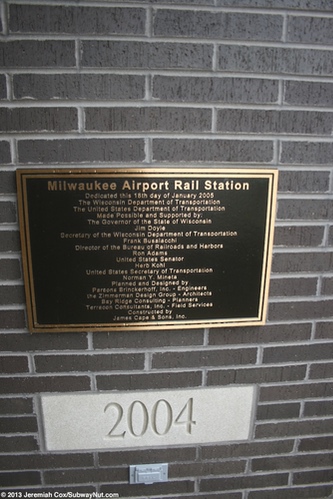 Milwaukee Airport Rail Station
Dedicated this 18th day of January 2005
The Wisconsin Department of Transportation
The United States Department of Transportation
Made Possible and Supported by:
The Governor of the State of Wisconsin
Jim Doyle
Secretary of the Wisconsin Department of Transportation
Frank Busalacchi
Director of the Bureau of Railroads and Harbors
Ron Adams
United States Senator
Herb Kohl
United States Secretary of Transportation
Norman Y. Mineta
Planned and Designed by
Parsons Brinckerhoff, Inc. - Engineers
the Zimmerman Design Group - Architects
Bay Ridge Consulting - Planners
Terracon Consultants, Inc. - Field Services
Constructed by
James Cape & Sons, Inc.
2004
© 2013 Jeremiah Cox/SubwayNut.com